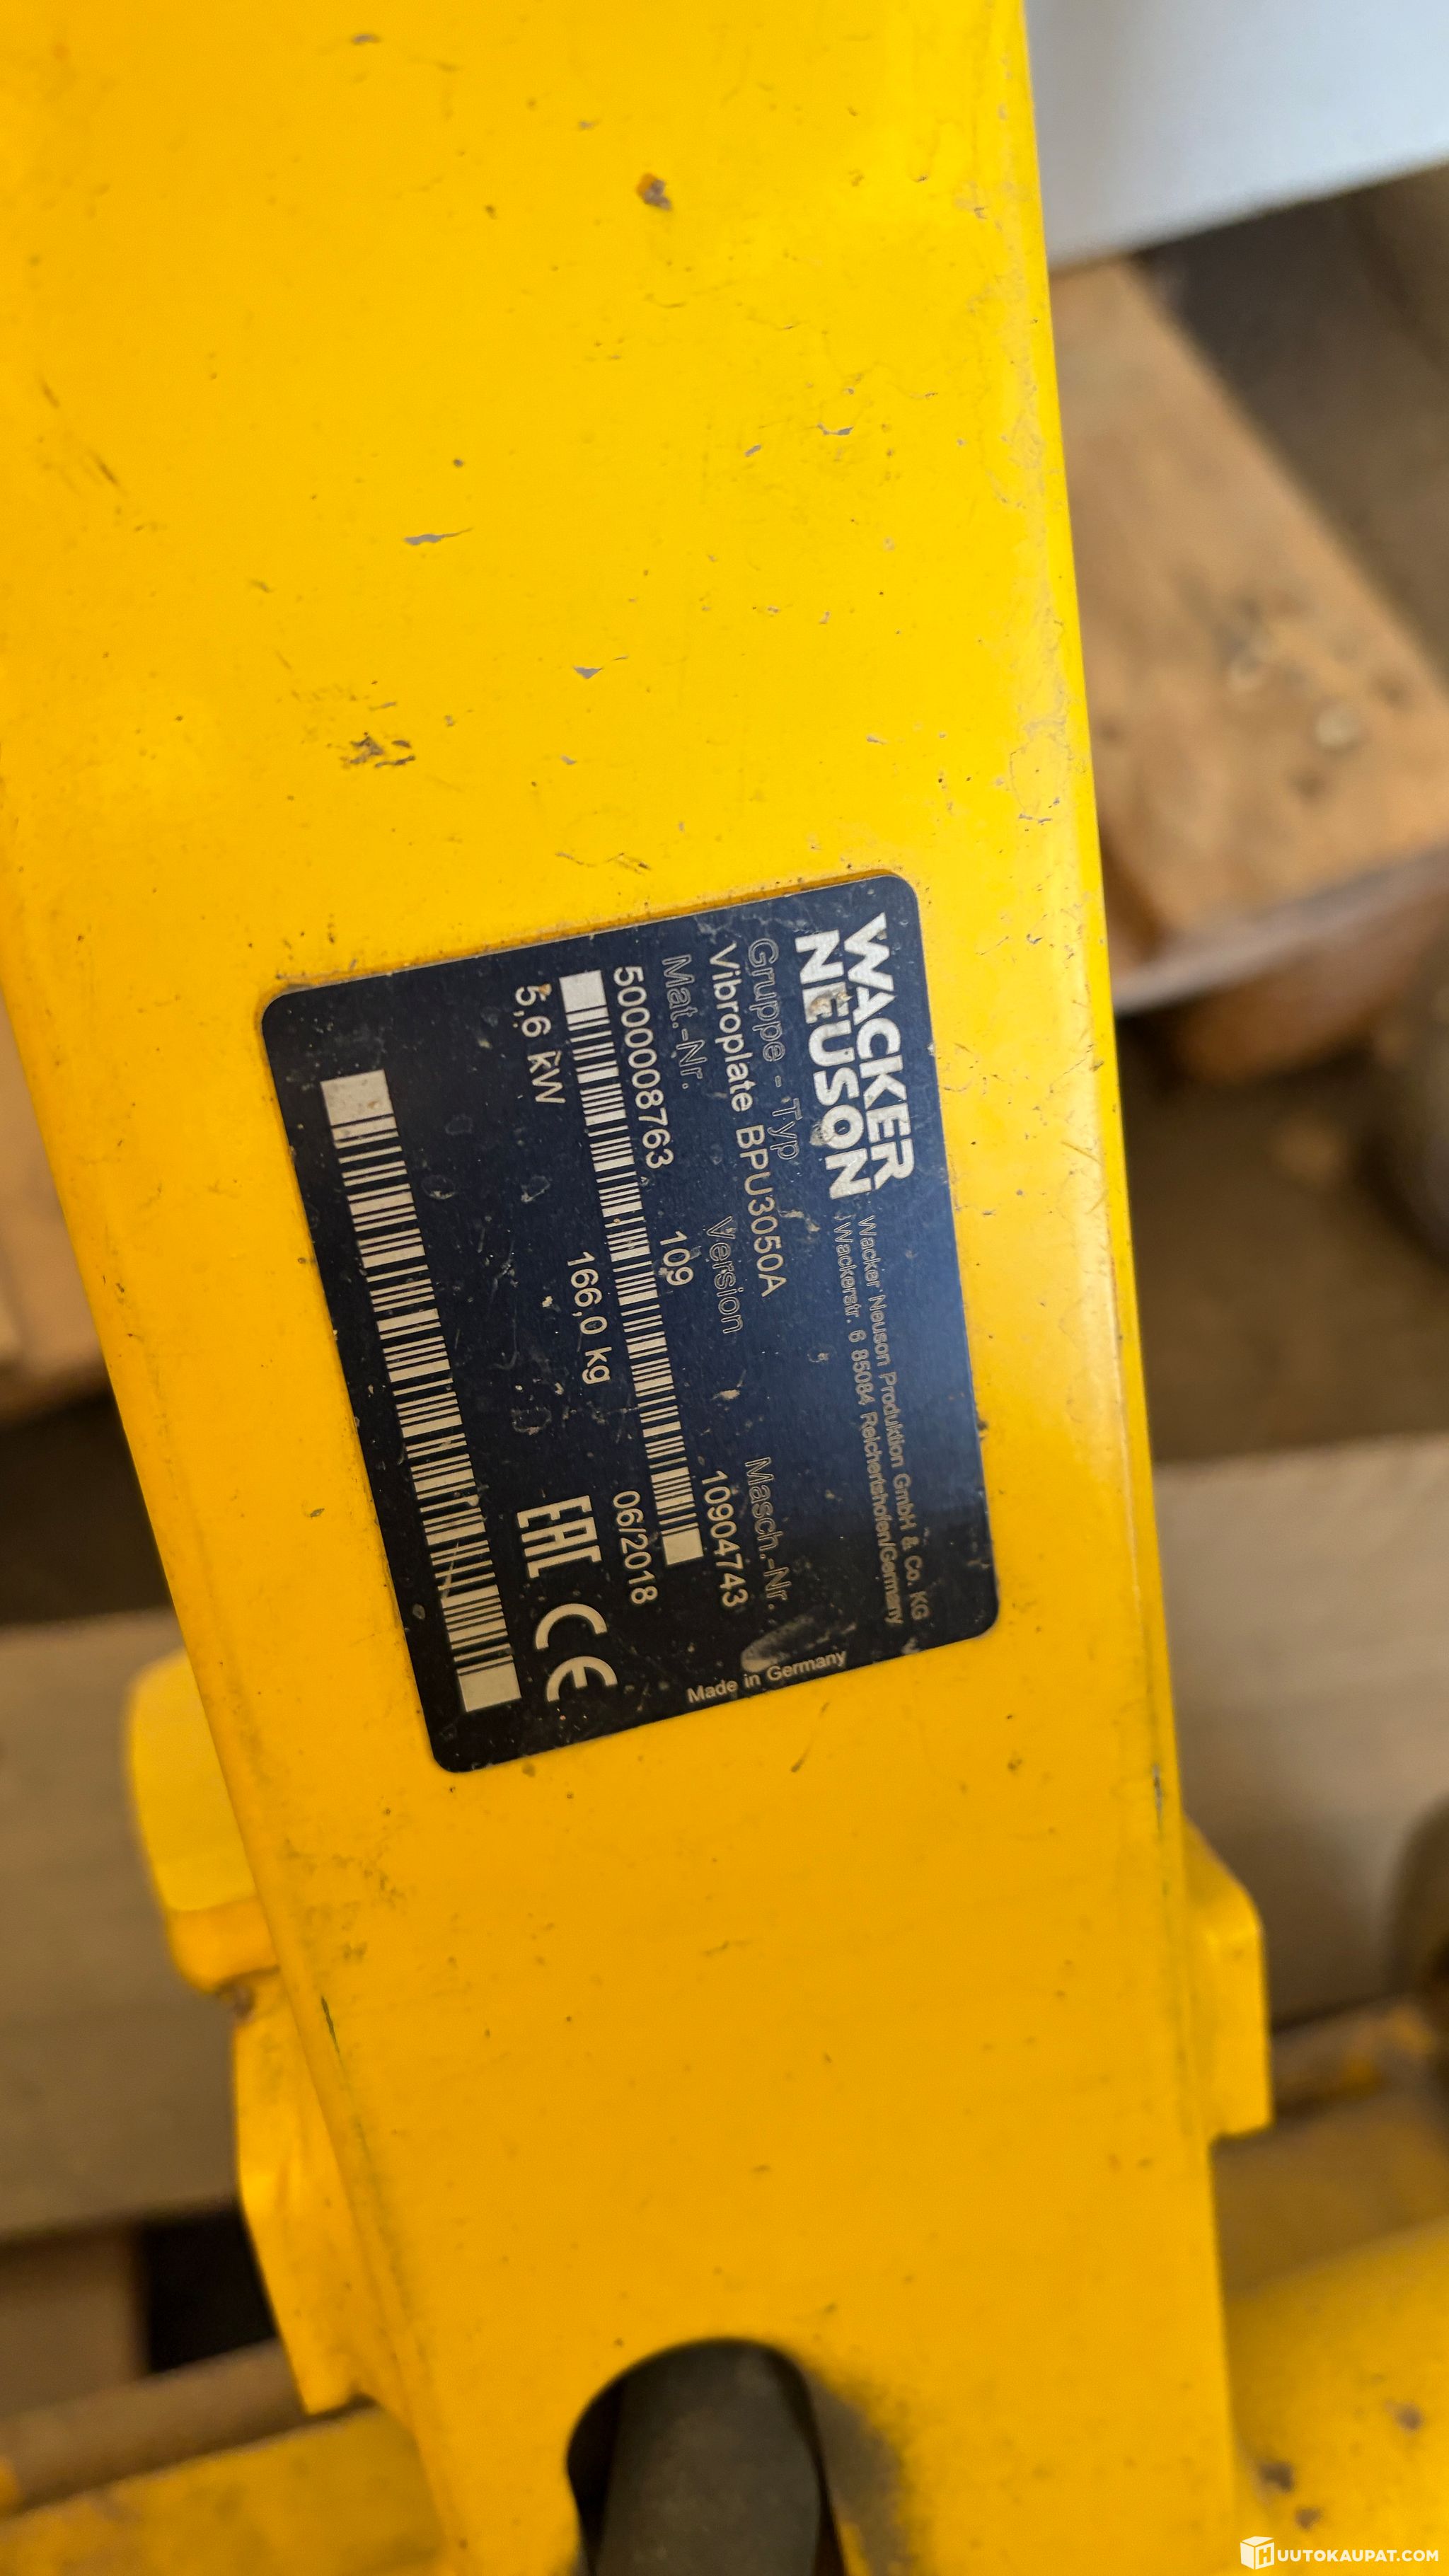 WACKER
NEUSON
Wacker Neuson Produktion GmbH & Co. KG
Wackerstr. 6 85084 Reichertshofen/Germany
Gruppe - Typ
Vibroplate BPU3050A
Mat.-Nr.
Version
Masch.-Nr.
5000008763
109
10904743
5,6 kW
166,0 kg
06/2018
EAC CE
Made in Germany
HUUTOKAUPAT.COM